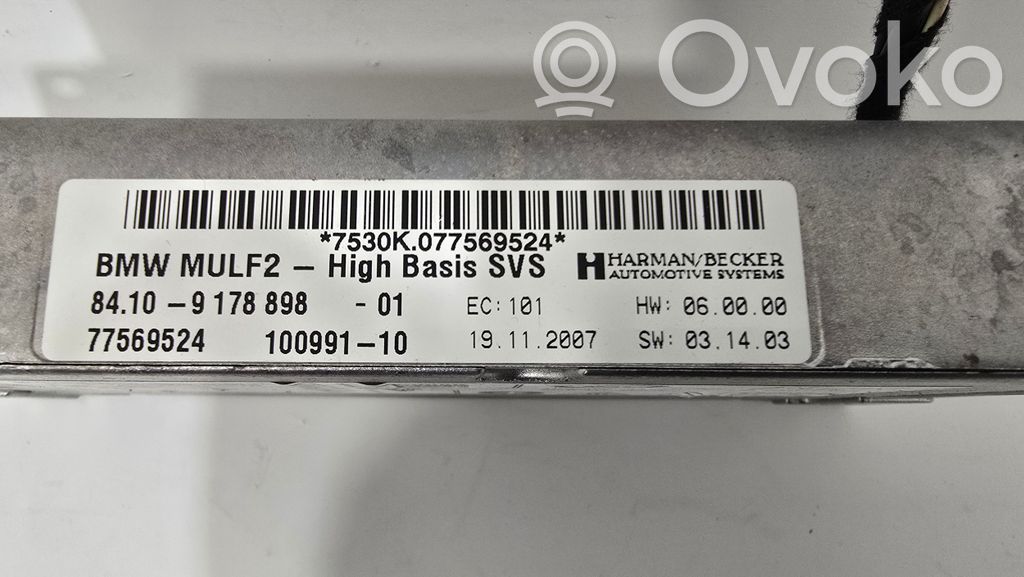 Ovoko
*7530K.077569524*
BMW MULF2 – High Basis SVS
HARMAN/BECKER
AUTOMOTIVE SYSTEMS
84.10 – 9 178 898 - 01 EC: 101 HW: 06.00.00
77569524 100991–10 19.11.2007 SW: 03.14.03